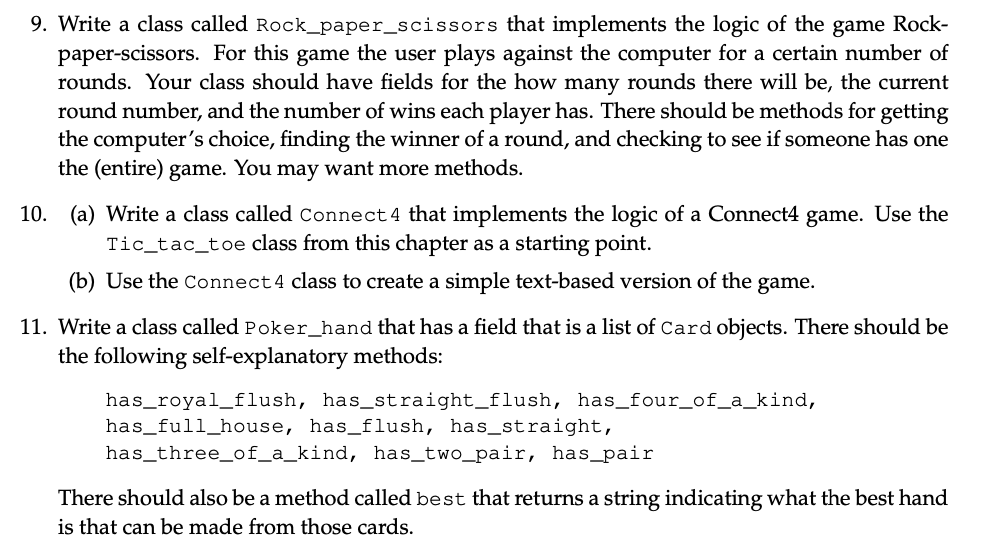 9. Write a class called Rock_paper_scissors that implements the logic of the game Rock-
paper-scissors. For this game the user plays against the computer for a certain number of
rounds. Your class should have fields for the how many rounds there will be, the current
round number, and the number of wins each player has. There should be methods for getting
the computer's choice, finding the winner of a round, and checking to see if someone has one
the (entire) game. You may want more methods.
10. (a) Write a class called Connect4 that implements the logic of a Connect4 game. Use the
Tic_tac_toe class from this chapter as a starting point.
(b) Use the Connect4 class to create a simple text-based version of the game.
11. Write a class called Poker_hand that has a field that is a list of Card objects. There should be
the following self-explanatory methods:
has_royal_flush, has_straight_flush, has_four_of_a_kind,
has_full_house, has_flush, has_straight,
has_three_of_a_kind, has_two_pair, has_pair
There should also be a method called best that returns a string indicating what the best hand
is that can be made from those cards.